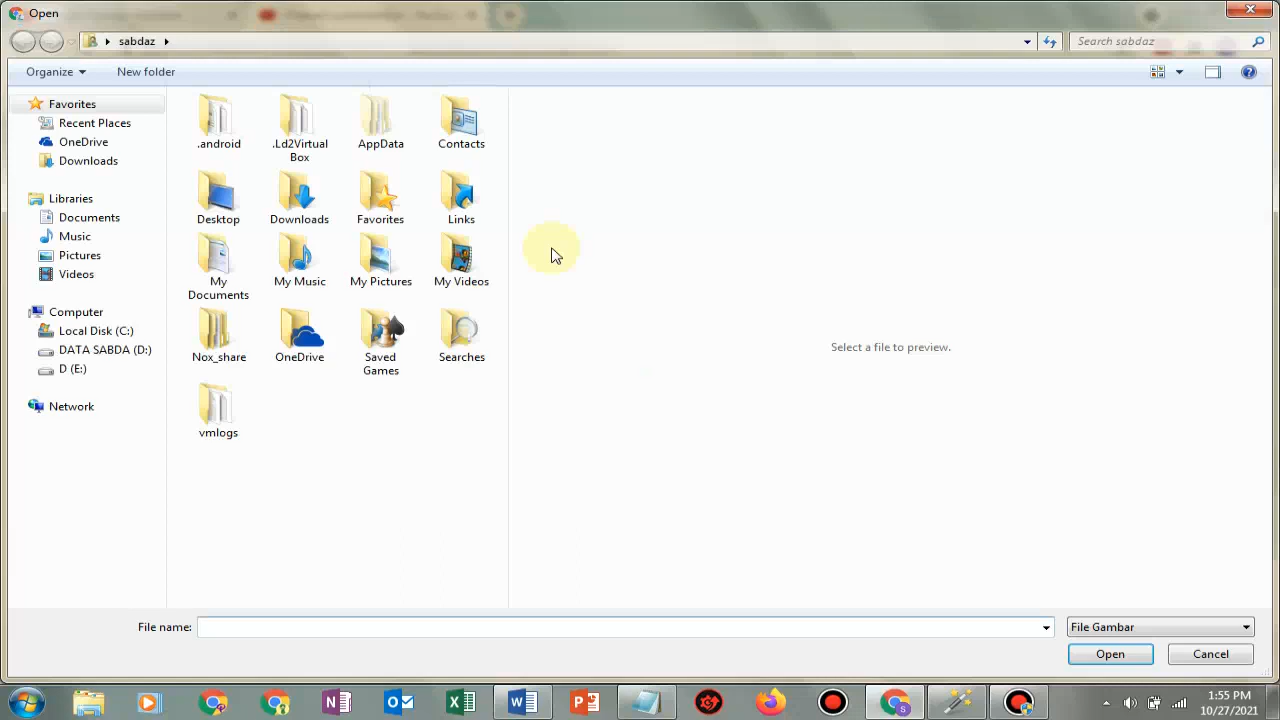 Open
sabdaz
Search sabdaz
Organize
New folder
Favorites
Recent Places
OneDrive
Downloads
Libraries
Documents
Music
Pictures
Videos
Computer
Local Disk (C:)
DATA SABDA (D:)
D (E:)
Network
.android
.Ld2Virtual
Box
AppData
Contacts
Desktop
Downloads
Favorites
Links
My
Documents
My Music
My Pictures
My Videos
Nox_share
OneDrive
Saved
Games
Searches
vmlogs
Select a file to preview.
File name:
File Gambar
Open
Cancel
1:55 PM
10/27/2021